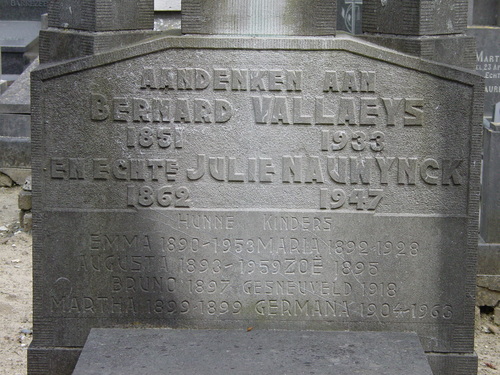 AANDENKEN AAN
BERNARD VALLAEYS
1851 1933
EN ECHTE JULIE NAUWYNCK
1862 1947
HUNNE KINDERS
EMMA 1890-1958 MARIA 1892-1928
AUGUSTA 1893-1959 ZOË 1895
BRUNO 1897 GESNEUVELD 1918
MARTHA 1899 1899 GERMANA 1904-1963